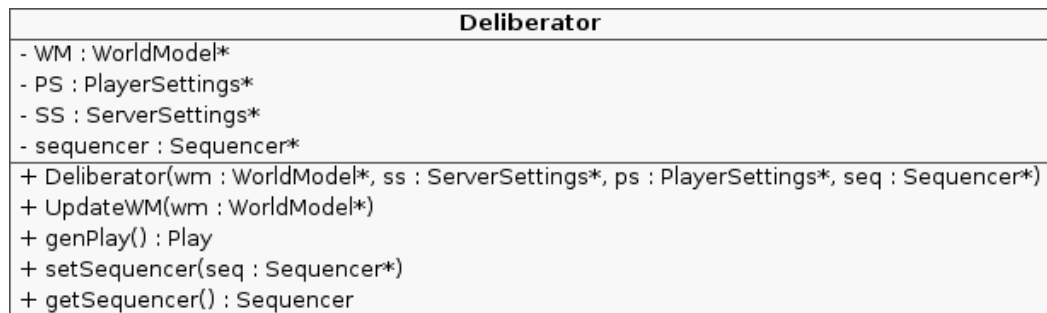 Deliberator
- WM : WorldModel*
- PS : PlayerSettings*
- SS : ServerSettings*
- sequencer : Sequencer*
+ Deliberator(wm : WorldModel*, ss : ServerSettings*, ps : PlayerSettings*, seq : Sequencer*)
+ UpdateWM(wm : WorldModel*)
+ genPlay() : Play
+ setSequencer(seq : Sequencer*)
+ getSequencer() : Sequencer